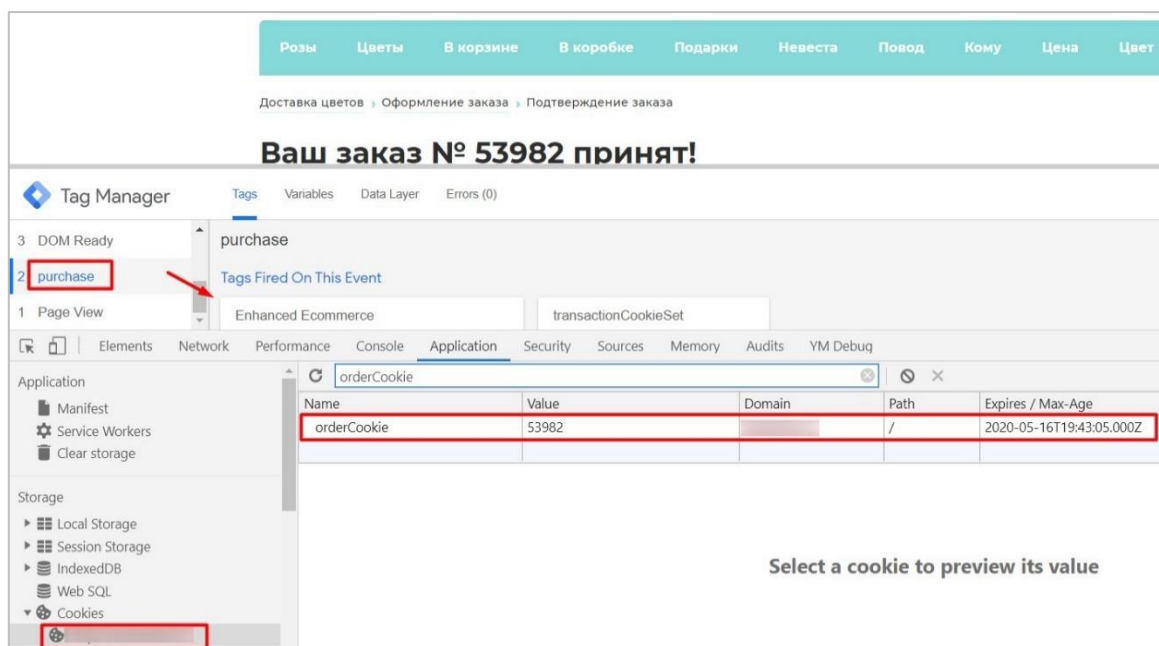 Розы Цветы В корзине В коробке Подарки Невеста Повод Кому Цена Цвет
Доставка цветов › Оформление заказа › Подтверждение заказа
Ваш заказ № 53982 принят!
Tag Manager Tags Variables Data Layer Errors (0)
3 DOM Ready
purchase
2 purchase
Tags Fired On This Event
1 Page View
Enhanced Ecommerce transactionCookieSet
Elements Network Performance Console Application Security Sources Memory Audits YM Debug
Application
orderCookie
Manifest
Name Value Domain Path Expires / Max-Age
Service Workers
orderCookie 53982 / 2020-05-16T19:43:05.000Z
Clear storage
Storage
Local Storage
Session Storage
IndexedDB
Select a cookie to preview its value
Web SQL
Cookies